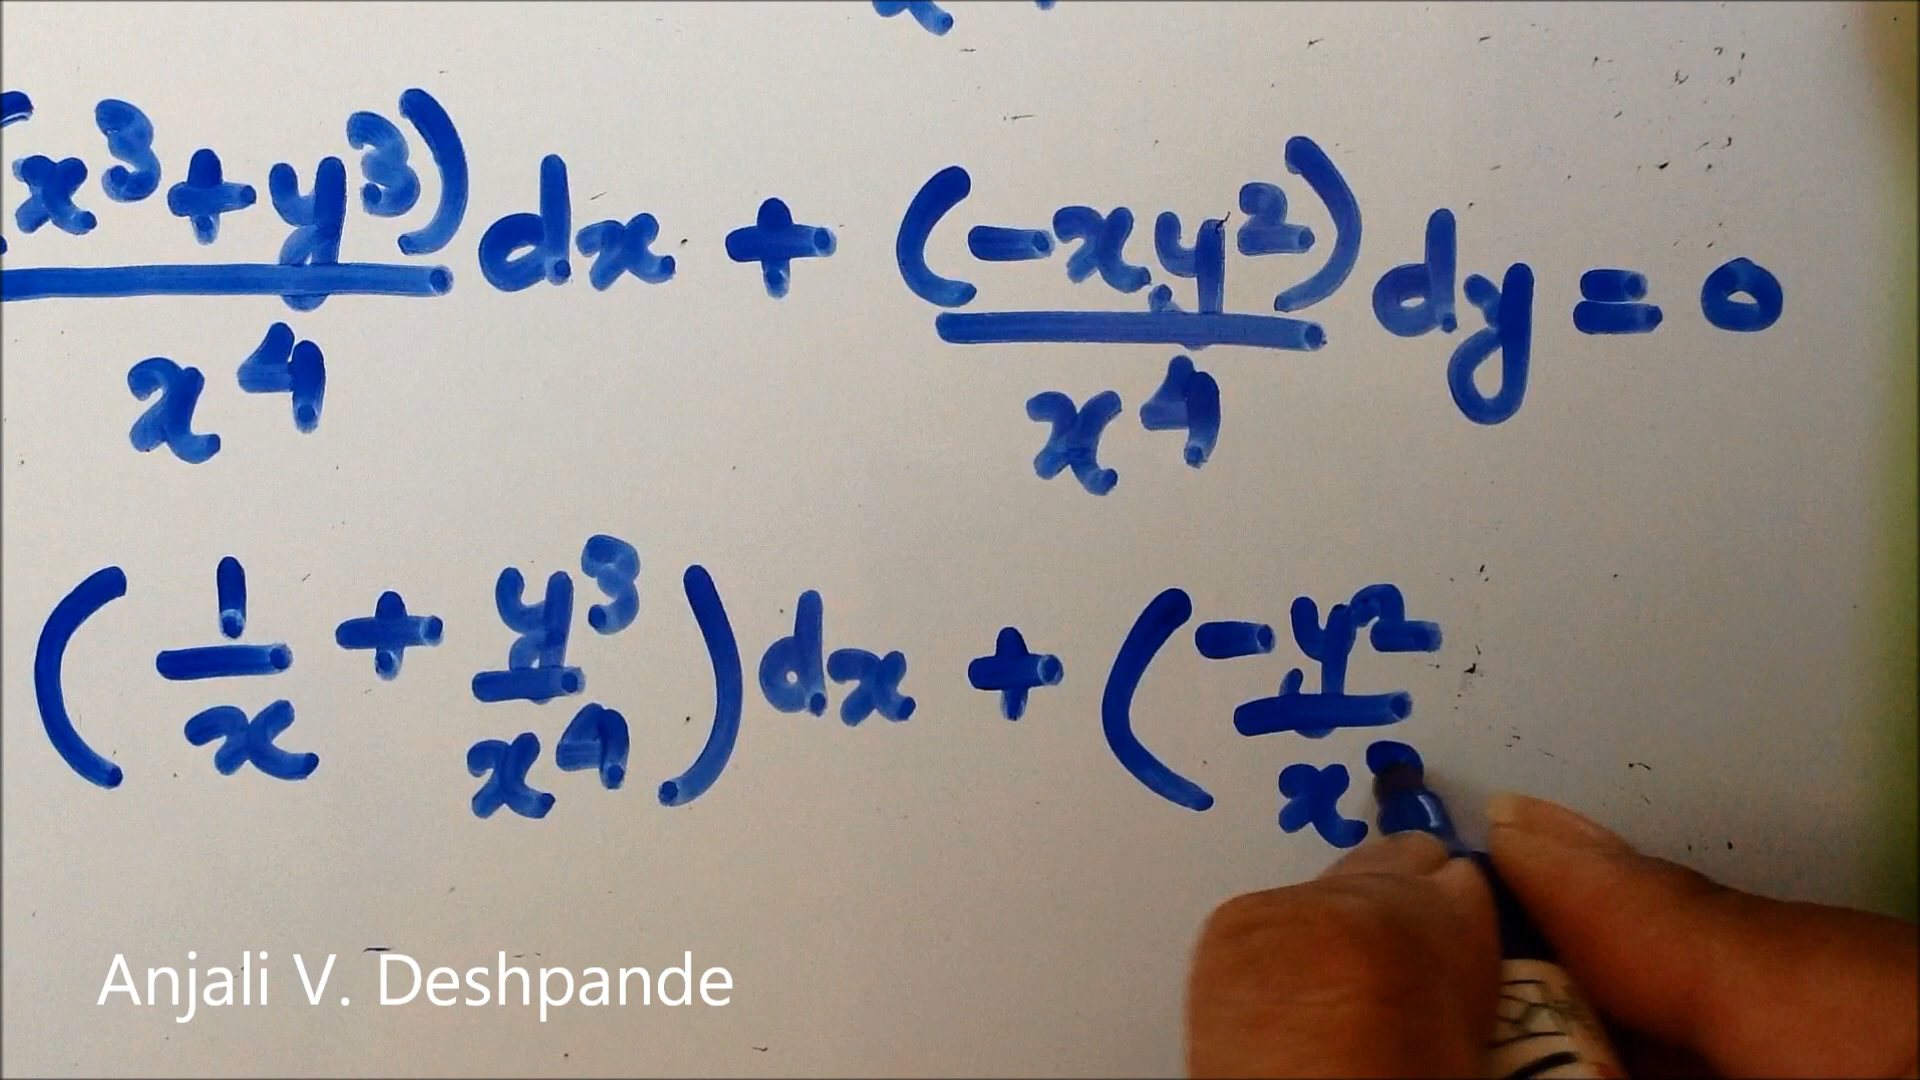 (x³+y³)/x⁴ dx + (-xy²)/x⁴ dy = 0
(1/x + y³/x⁴)dx + (-y²/x
Anjali V. Deshpande